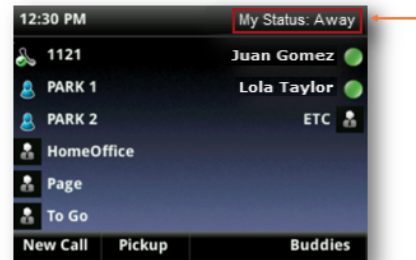 12:30 PM My Status: Away
1121 Juan Gomez
PARK 1 Lola Taylor
PARK 2 ETC
HomeOffice
Page
To Go
New Call Pickup Buddies